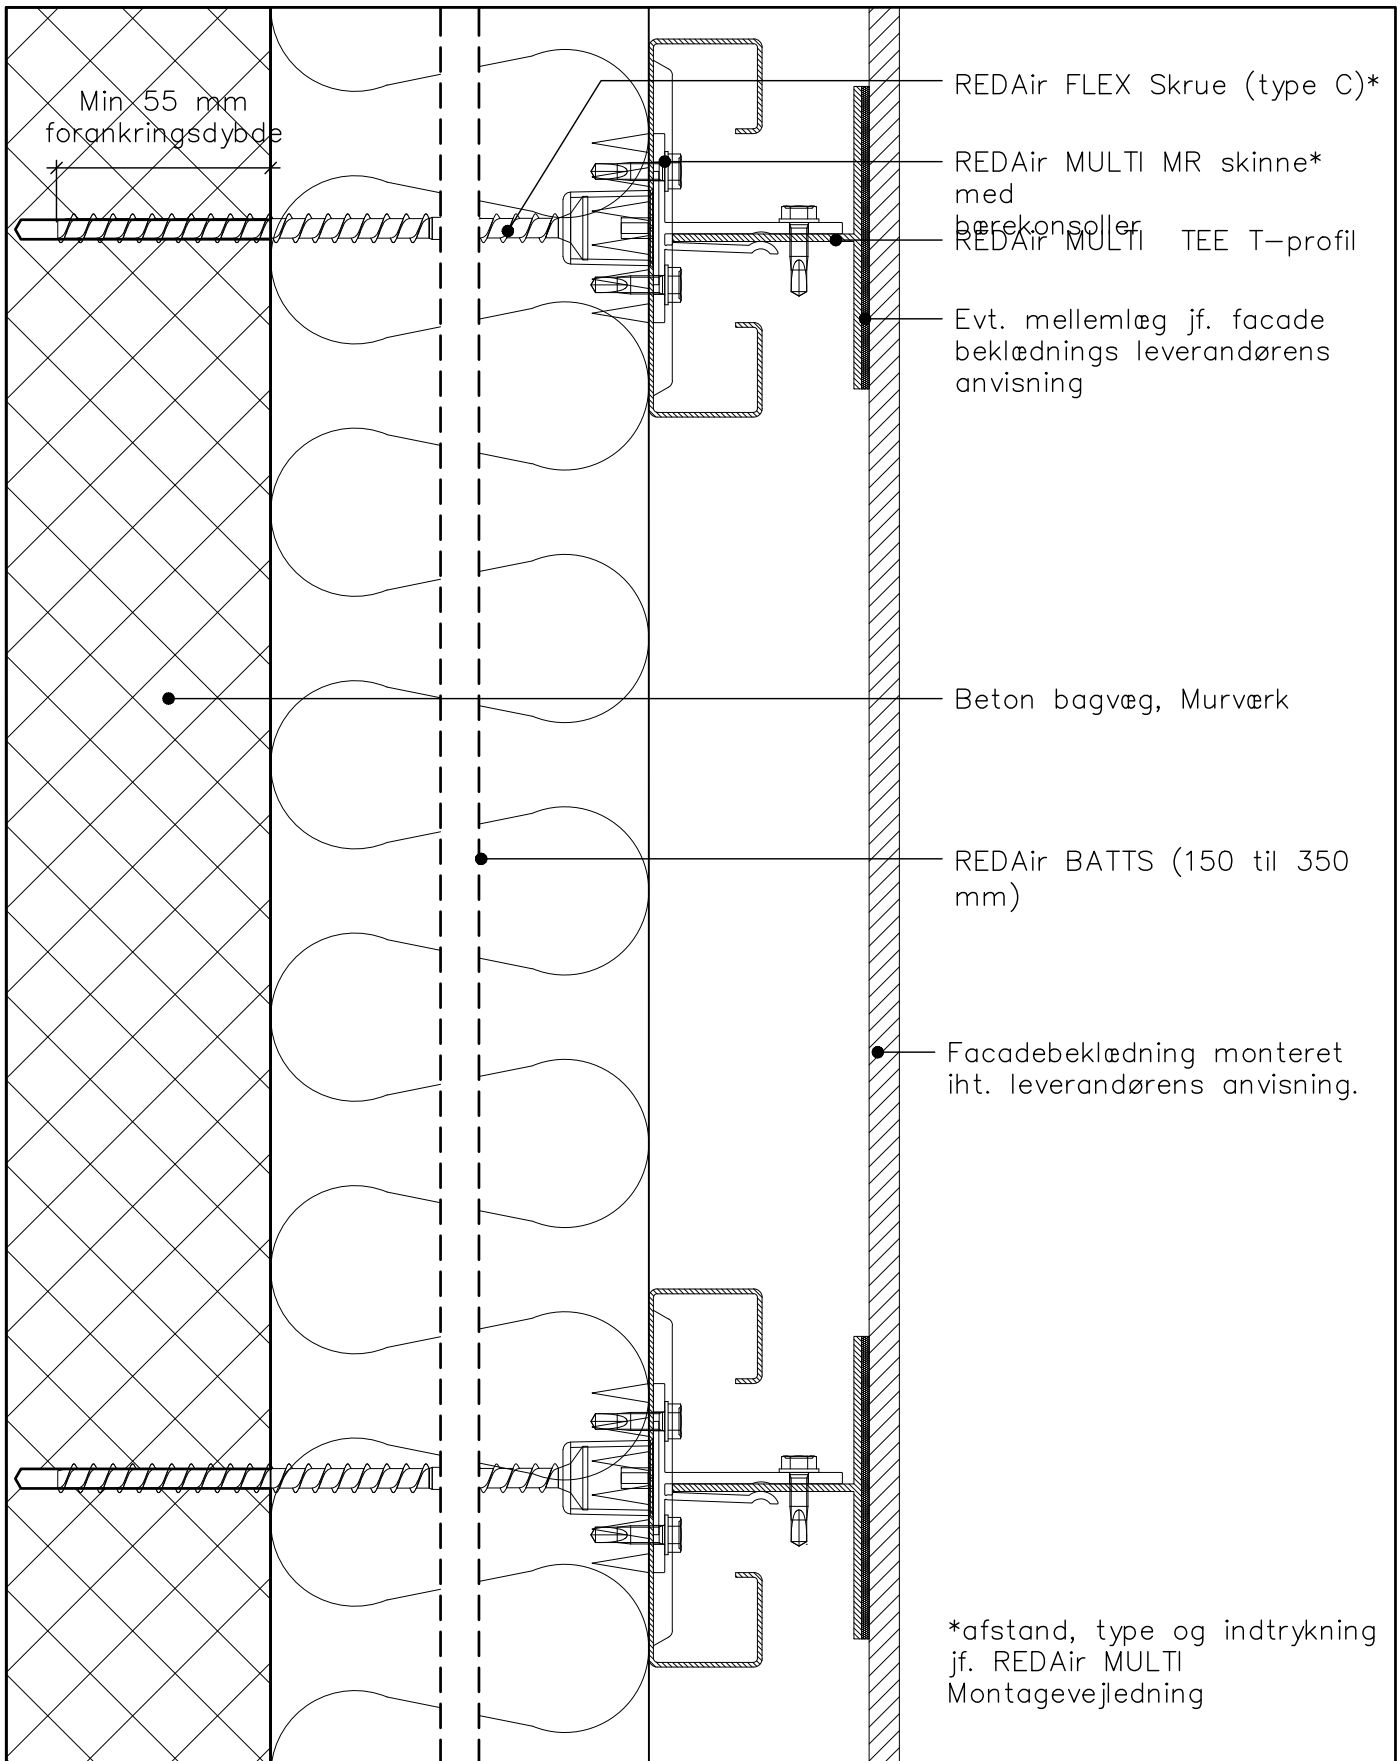 Min 55 mm
forankringsdybde
REDAir FLEX Skrue (type C)*
REDAir MULTI MR skinne*
med
bærekonsoller
REDAir MULTI TEE T-profil
Evt. mellemlæg jf. facade
beklædnings leverandørens
anvisning
Beton bagvæg, Murværk
REDAir BATTS (150 til 350
mm)
Facadebeklædning monteret
iht. leverandørens anvisning.
*afstand, type og indtrykning
jf. REDAir MULTI
Montagevejledning